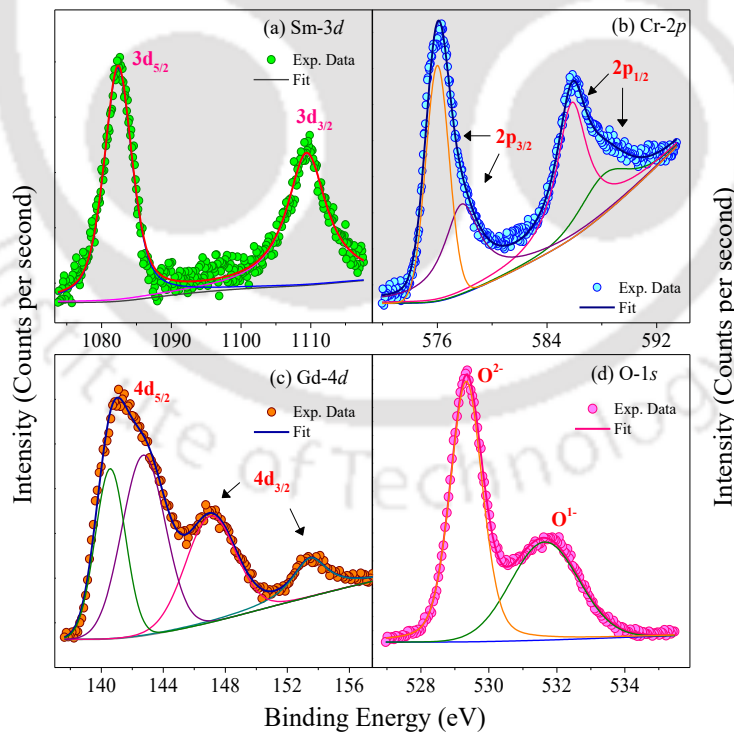 (a) Sm-3d
3d5/2
3d3/2
Exp. Data
Fit
1080 1090 1100 1110
(b) Cr-2p
2p1/2
2p3/2
Exp. Data
Fit
576 584 592
Intensity (Counts per second)
Intensity (Counts per second)
(c) Gd-4d
4d5/2
Exp. Data
Fit
4d3/2
140 144 148 152 156
(d) O-1s
O2-
Exp. Data
Fit
O1-
528 530 532 534
Binding Energy (eV)
itute of Technology